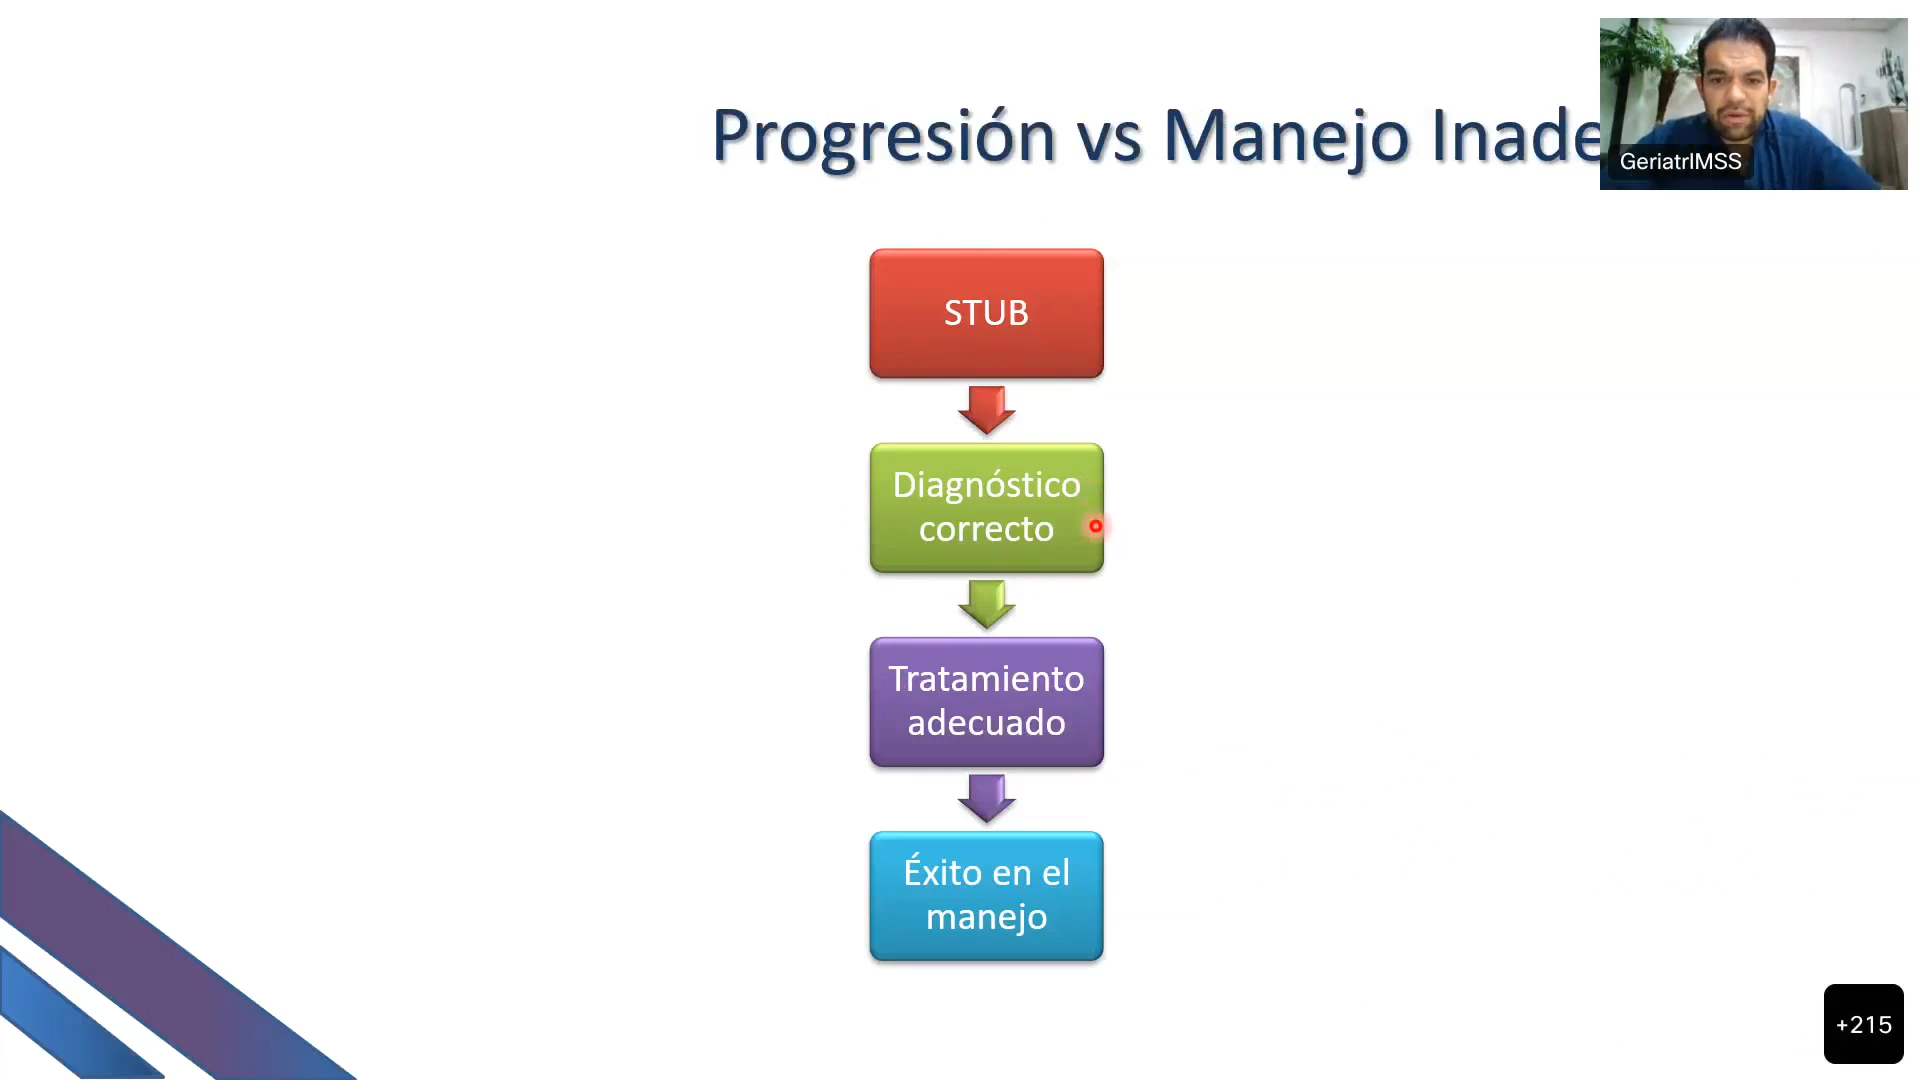 Progresión vs Manejo Inade
GeriatrIMSS
STUB
Diagnóstico
correcto
Tratamiento
adecuado
Éxito en el
manejo
+215